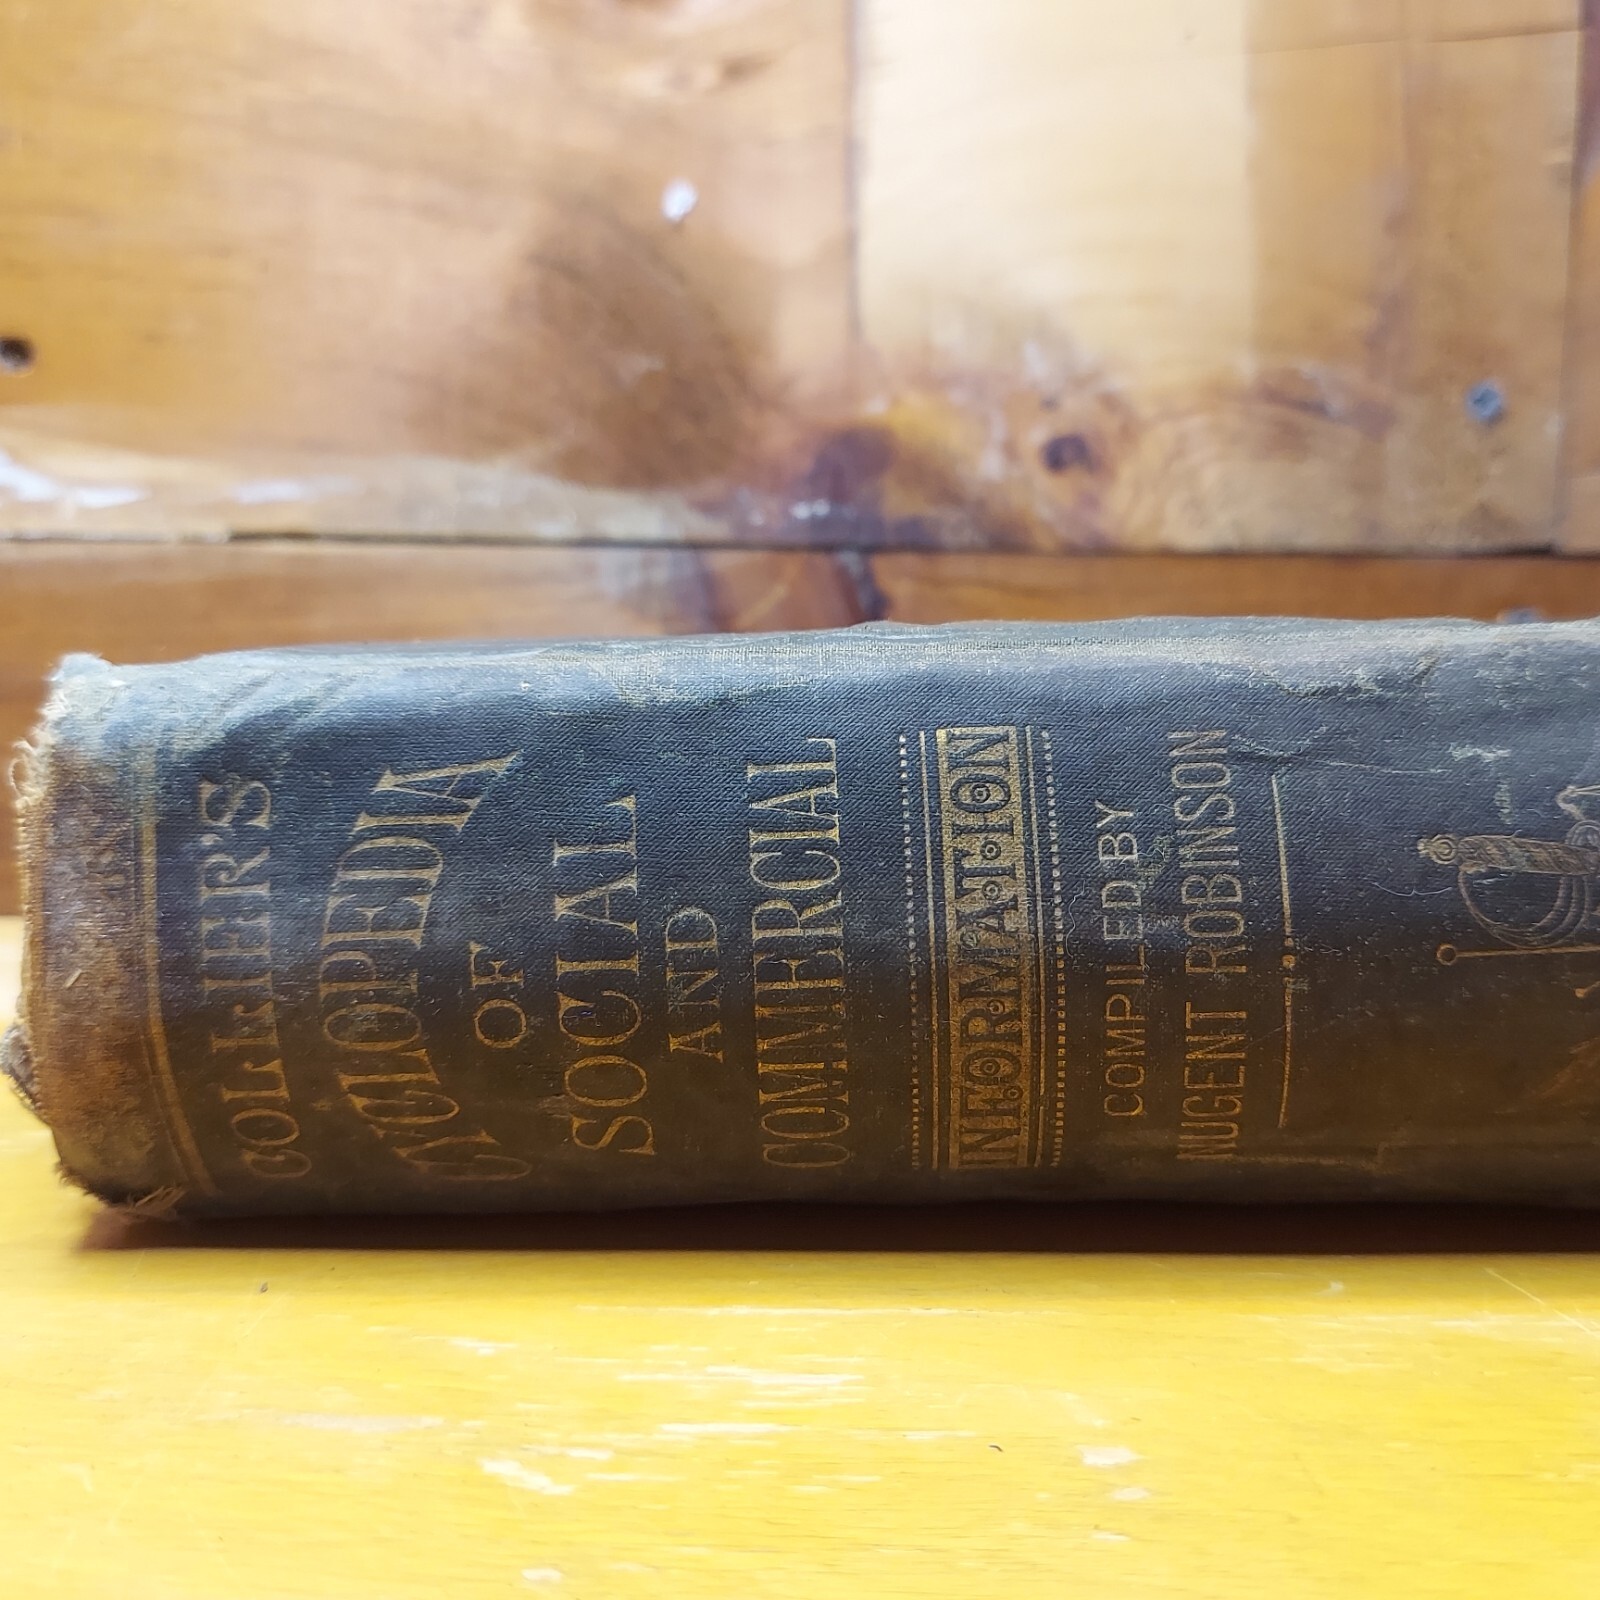 COLLIER'S
CYCLOPEDIA
OF
SOCIAL
AND
COMMERCIAL
INFORMATION
COMPILED BY
NUGENT ROBINSON